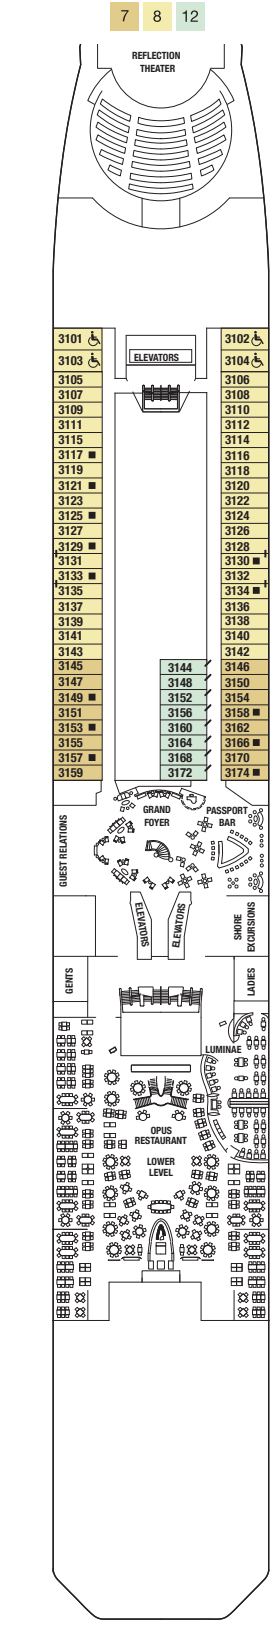 7 8 12
REFLECTION
THEATER
3101 3102
ELEVATORS
3103 3104
3105 3106
3107 3108
3109 3110
3111 3112
3115 3114
3117 3116
3119 3118
3121 3120
3123 3122
3125 3124
3127 3126
3129 3128
3131 3130
3133 3132
3135 3134
3137 3136
3139 3138
3141 3140
3143 3142
3145 3144 3146
3147 3148 3150
3149 3152 3154
3151 3156 3158
3153 3160 3162
3155 3164 3166
3157 3168 3170
3159 3172 3174
GUEST RELATIONS
GRAND
FOYER
PASSPORT
BAR
ELEVATORS
ELEVATORS
SHORE
EXCURSIONS
GENTS
LADIES
LUMINAE
OPUS
RESTAURANT
LOWER
LEVEL